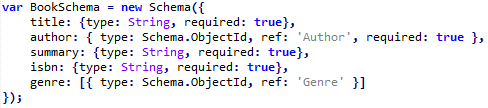 var BookSchema = new Schema({
    title: {type: String, required: true},
    author: { type: Schema.ObjectId, ref: 'Author', required: true },
    summary: {type: String, required: true},
    isbn: {type: String, required: true},
    genre: [{ type: Schema.ObjectId, ref: 'Genre' }]
});